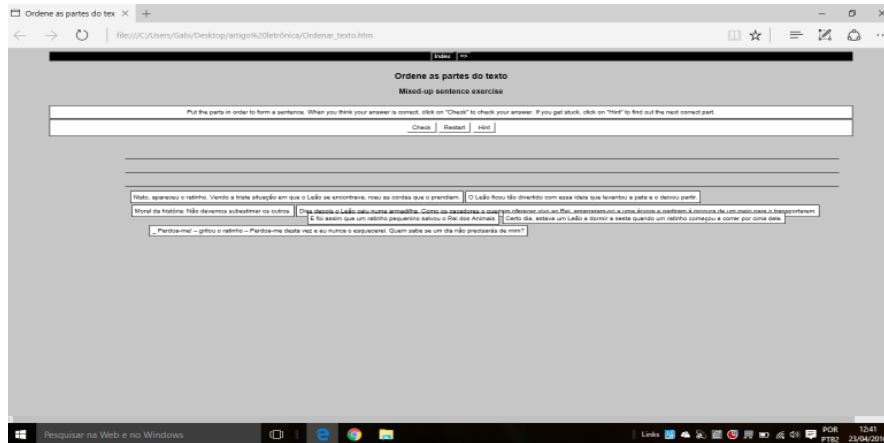 Ordene as partes do tex
file:///C:/Users/Gabi/Desktop/artigo%20letrônica/Ordenar_texto.htm
Index =>
Ordene as partes do texto
Mixed-up sentence exercise
Put the parts in order to form a sentence. When you think your answer is correct, click on "Check" to check your answer. If you get stuck, click on "Hint" to find out the next correct part.
Check Restart Hint
Nisto, apareceu o ratinho. Vendo a triste situação em que o Leão se encontrava, roeu as cordas que o prendiam. O Leão ficou tão divertido com essa ideia que levantou a pata e o deixou partir.
Moral da história: Não devemos subestimar os outros. Dias depois o Leão caiu numa armadilha. Como os caçadores o queriam oferecer vivo ao Rei, amarraram-no a uma árvore e partiram à procura de um meio para o transportarem.
E foi assim que um ratinho pequenino salvou o Rei dos Animais. Certo dia, estava um Leão a dormir a sesta quando um ratinho começou a correr por cima dele.
_ Perdoa-me! – gritou o ratinho – Perdoa-me desta vez e eu nunca o esquecerei. Quem sabe se um dia não precisarás de mim?
Pesquisar na Web e no Windows
Links
POR 12:41
PTB2 23/04/201